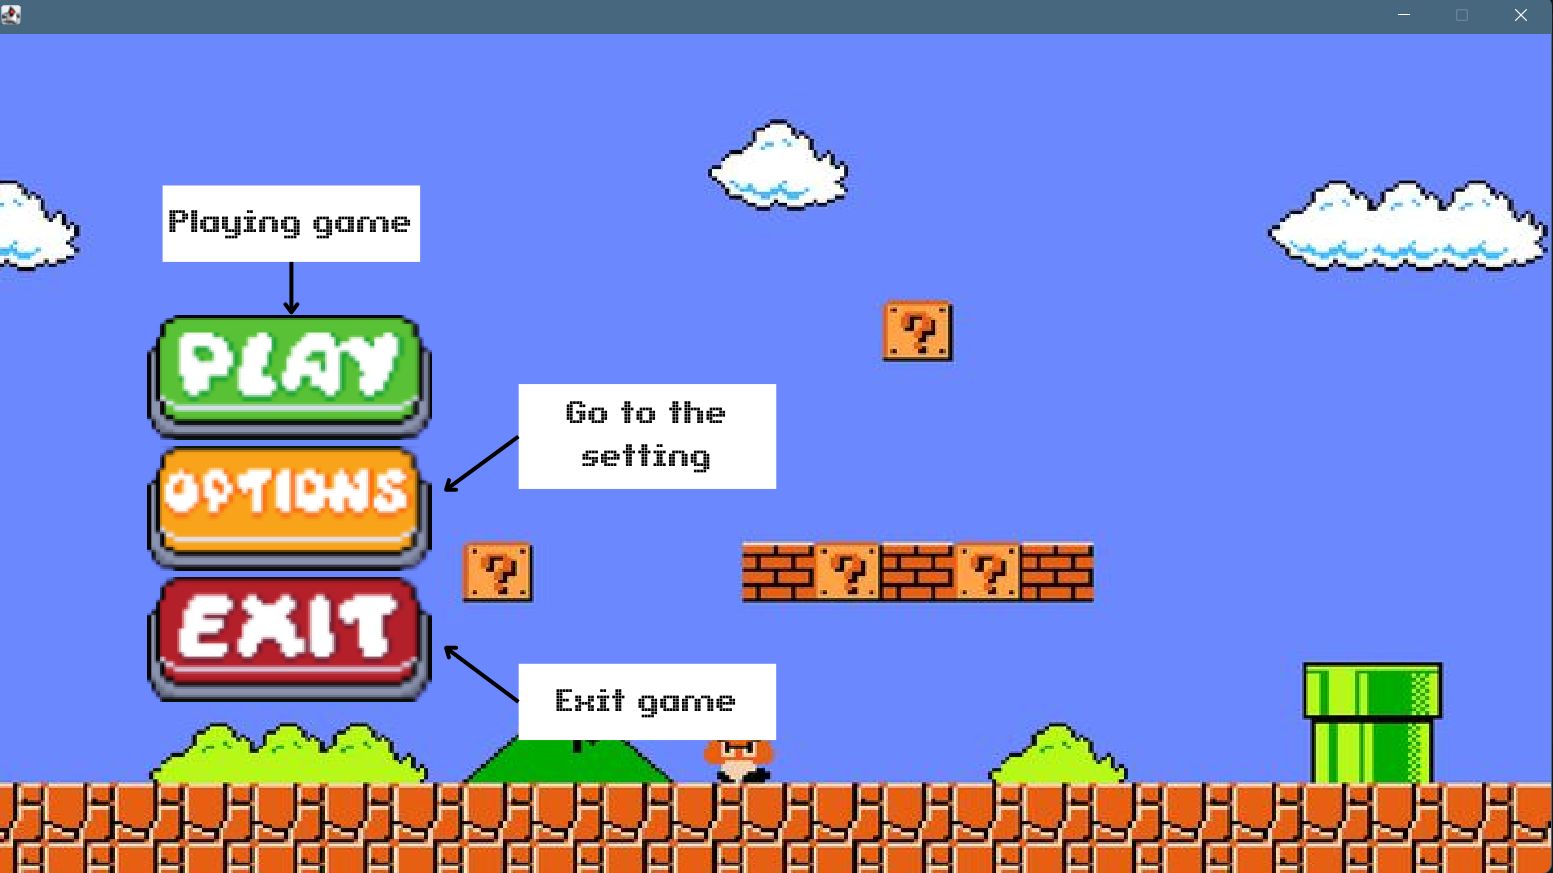 Playing game
PLAY
Go to the
setting
OPTIONS
?
?
?
?
EXIT
Exit game